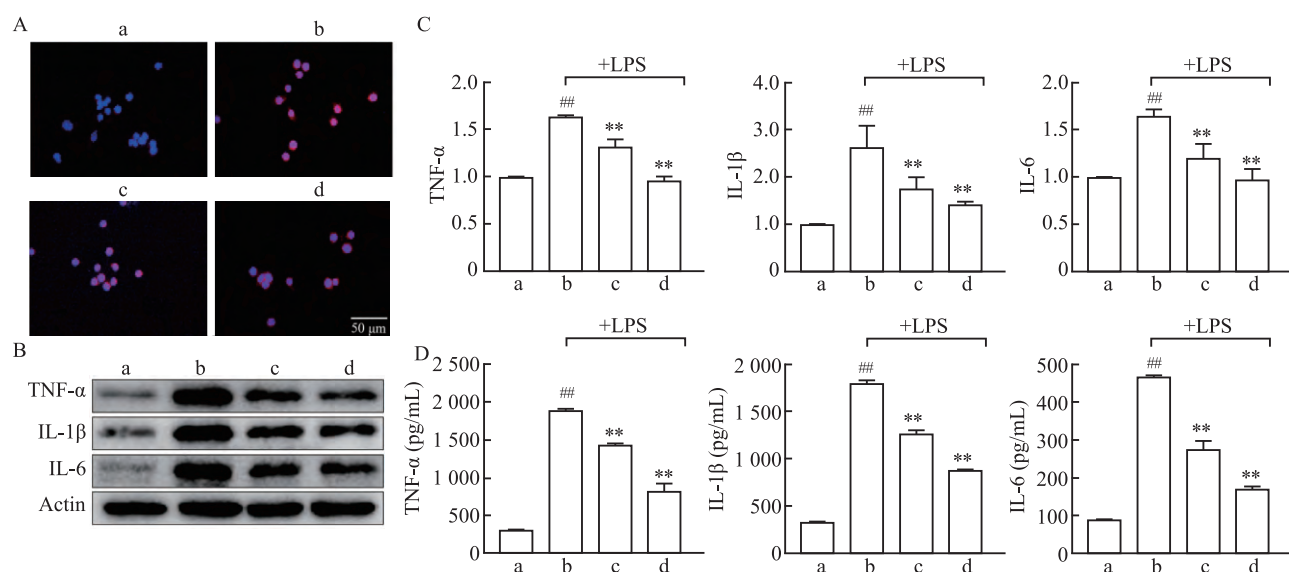 A
a
b
c
d
50 μm
B
a b c d
TNF-α
IL-1β
IL-6
Actin
C
+LPS
TNF-α
2.0
1.5
1.0
0.5
0
##
**
**
a b c d
+LPS
IL-1β
4.0
3.0
2.0
1.0
0
##
**
**
a b c d
+LPS
IL-6
2.0
1.5
1.0
0.5
0
##
**
**
a b c d
D
+LPS
TNF-α (pg/mL)
2 500
2 000
1 500
1 000
500
0
##
**
**
a b c d
+LPS
IL-1β (pg/mL)
2 000
1 500
1 000
500
0
##
**
**
a b c d
+LPS
IL-6 (pg/mL)
500
400
300
200
100
0
##
**
**
a b c d